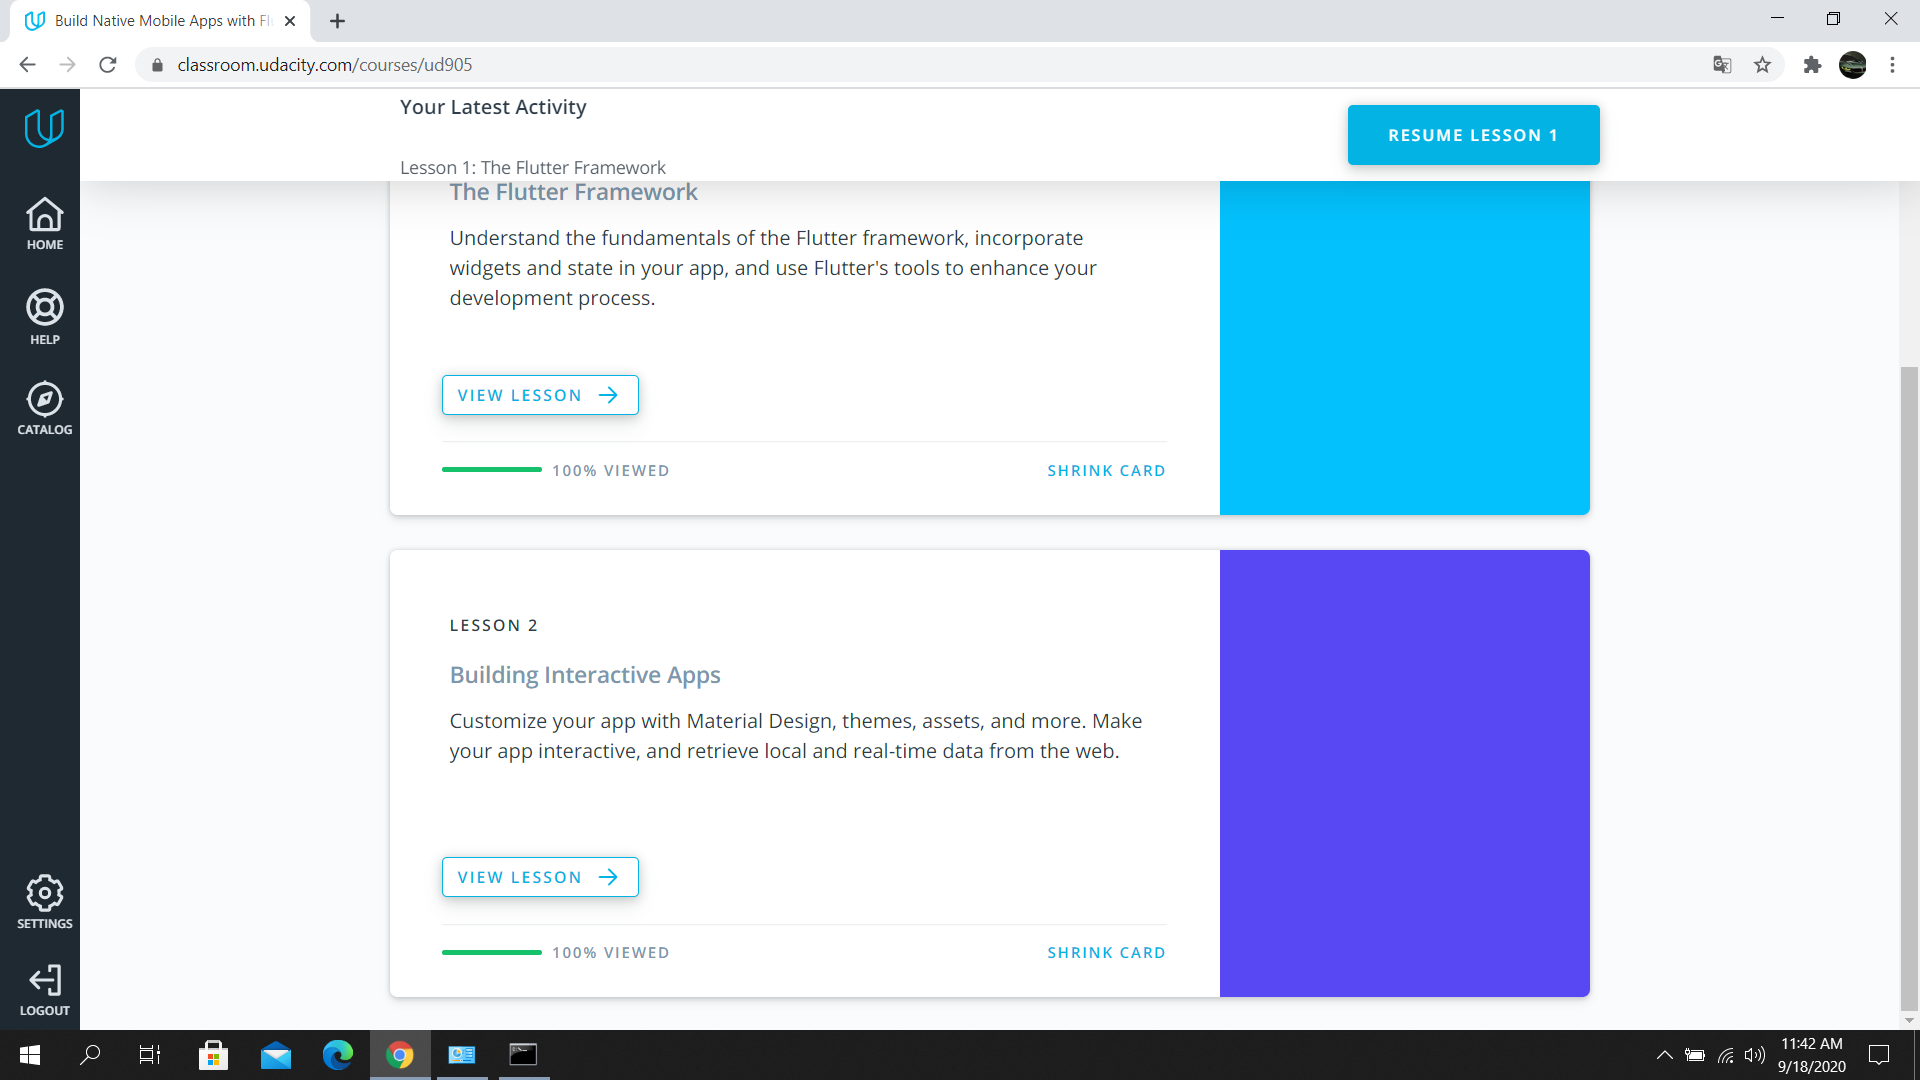 Build Native Mobile Apps with Fl
classroom.udacity.com/courses/ud905
Your Latest Activity
RESUME LESSON 1
Lesson 1: The Flutter Framework
HOME
HELP
CATALOG
SETTINGS
LOGOUT
The Flutter Framework
Understand the fundamentals of the Flutter framework, incorporate
widgets and state in your app, and use Flutter's tools to enhance your
development process.
VIEW LESSON
100% VIEWED
SHRINK CARD
LESSON 2
Building Interactive Apps
Customize your app with Material Design, themes, assets, and more. Make
your app interactive, and retrieve local and real-time data from the web.
VIEW LESSON
100% VIEWED
SHRINK CARD
11:42 AM
9/18/2020